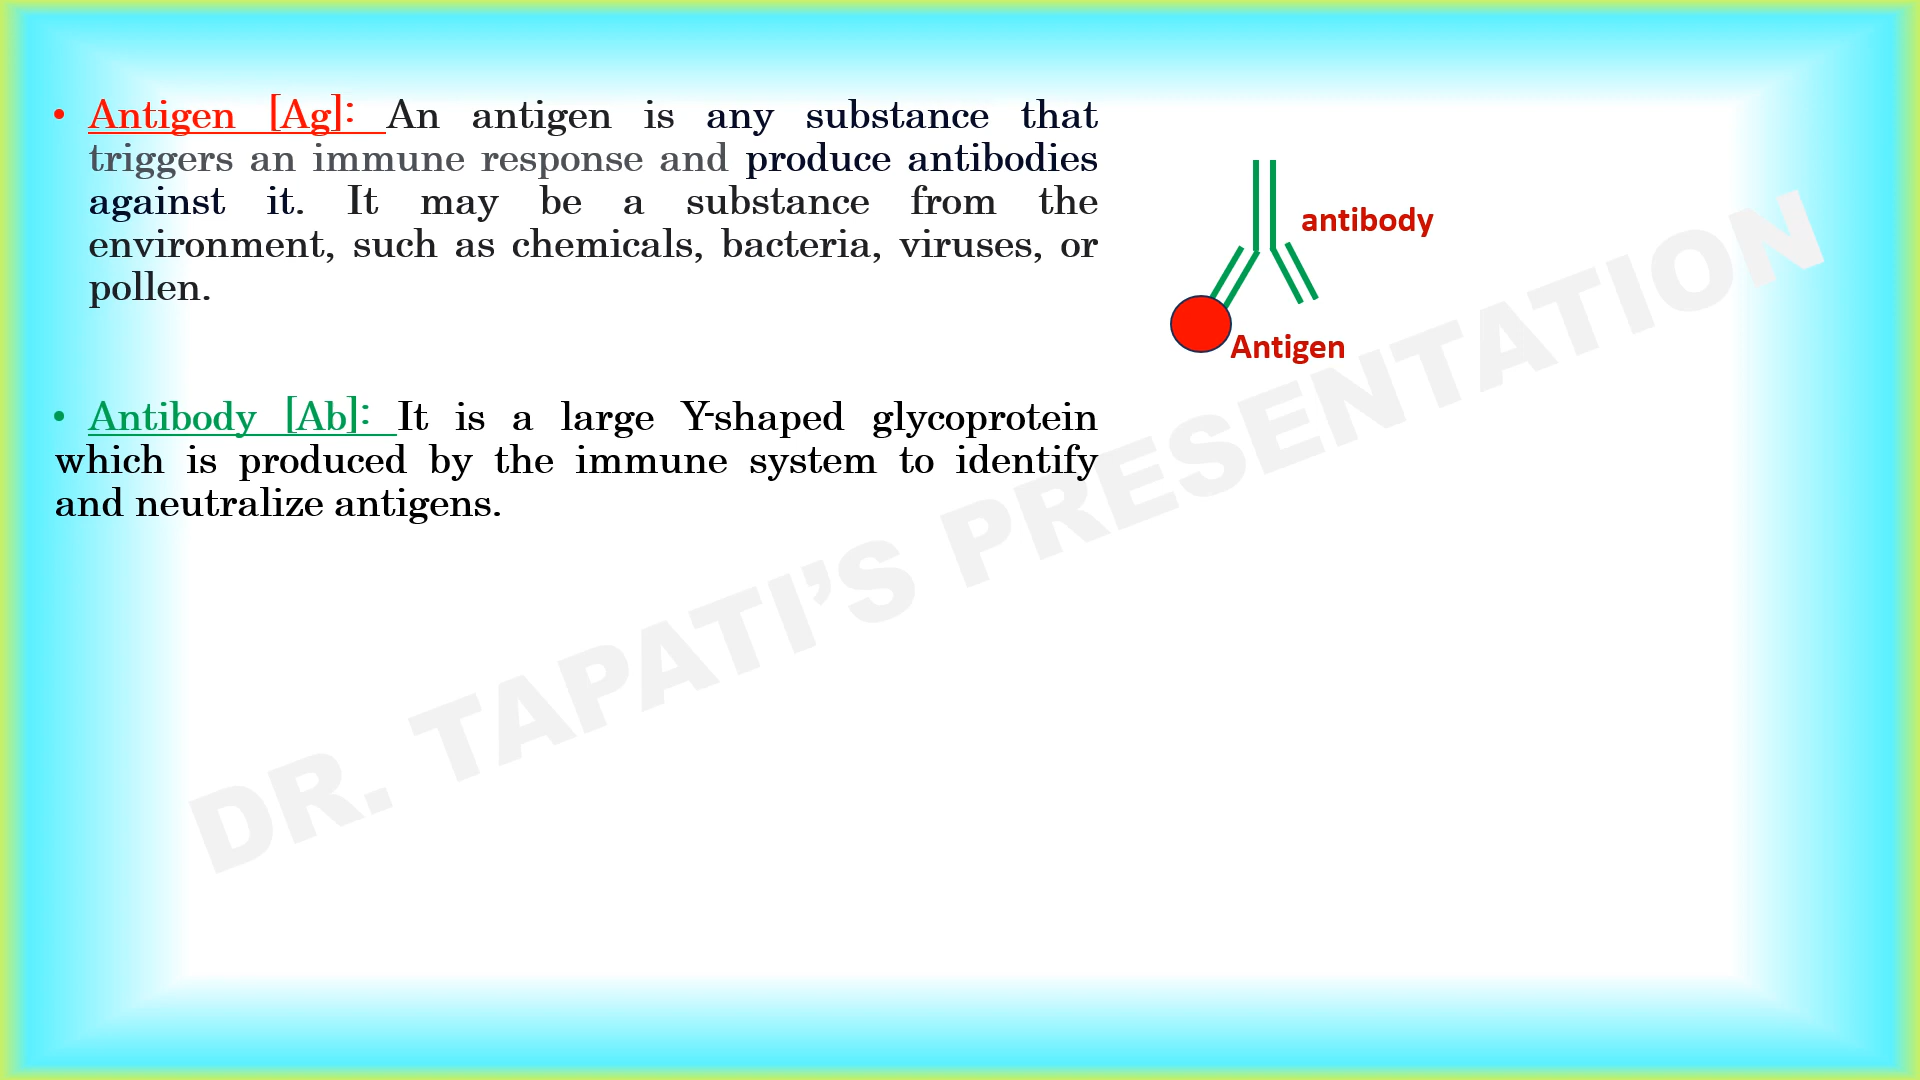 • Antigen [Ag]: An antigen is any substance that
triggers an immune response and produce antibodies
against it. It may be a substance from the
environment, such as chemicals, bacteria, viruses, or
pollen.
• Antibody [Ab]: It is a large Y-shaped glycoprotein
which is produced by the immune system to identify
and neutralize antigens.
antibody
Antigen
DR. TAPATI’S PRESENTATION